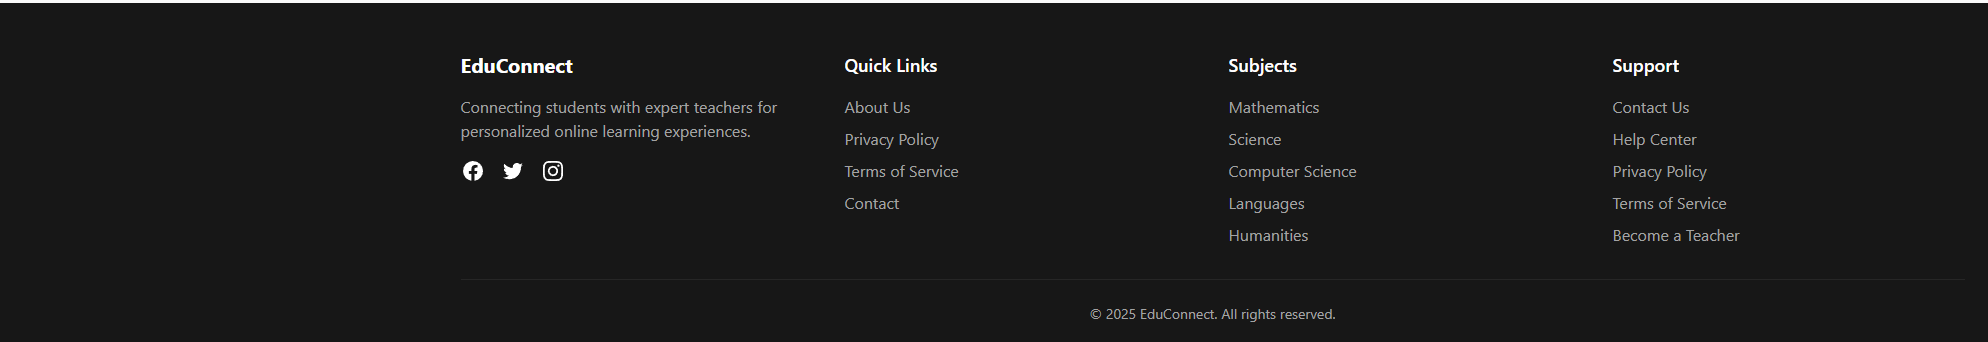 EduConnect
Connecting students with expert teachers for
personalized online learning experiences.
Quick Links
About Us
Privacy Policy
Terms of Service
Contact
Subjects
Mathematics
Science
Computer Science
Languages
Humanities
Support
Contact Us
Help Center
Privacy Policy
Terms of Service
Become a Teacher
© 2025 EduConnect. All rights reserved.